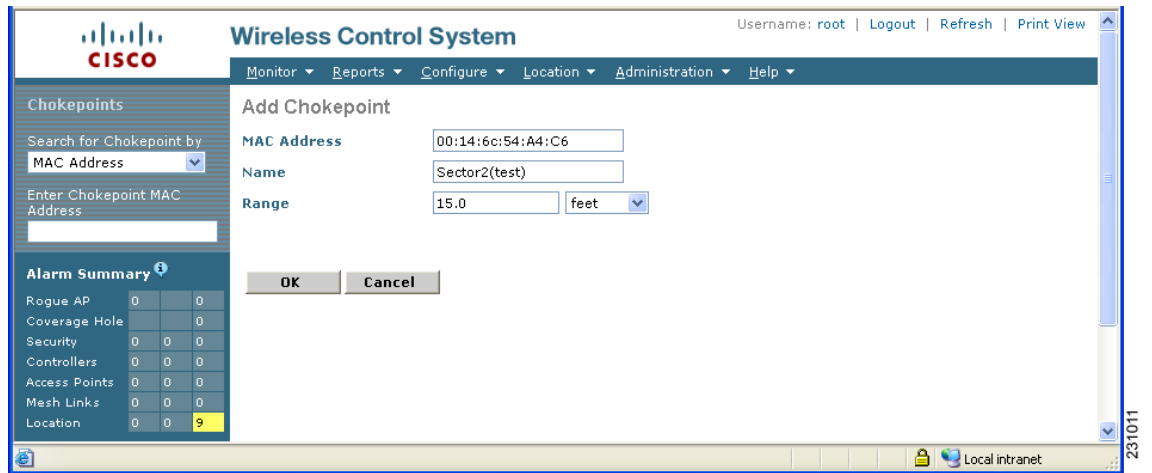 Username: root | Logout | Refresh | Print View
CISCO
Wireless Control System
Monitor Reports Configure Location Administration Help
Chokepoints
Search for Chokepoint by
MAC Address
Enter Chokepoint MAC
Address
Alarm Summary
Rogue AP 0 0
Coverage Hole 0
Security 0 0 0
Controllers 0 0 0
Access Points 0 0 0
Mesh Links 0 0 0
Location 0 0 9
Add Chokepoint
MAC Address 00:14:6c:54:A4:C6
Name Sector2(test)
Range 15.0 feet
OK Cancel
Local intranet
231011